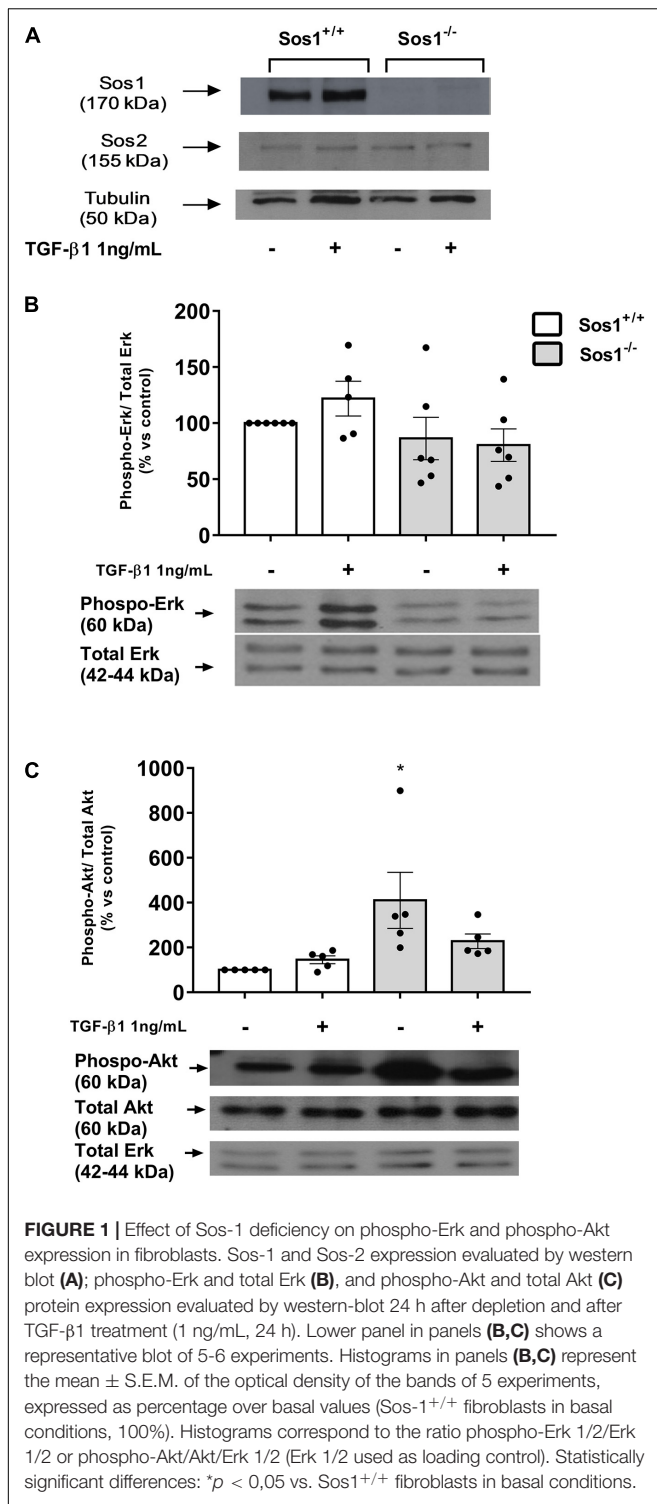 A
Sos1+/+ Sos1-/-
Sos1
(170 kDa)
Sos2
(155 kDa)
Tubulin
(50 kDa)
TGF-β1 1ng/mL - + - +
B
Phospho-Erk/ Total Erk
(% vs control)
200
150
100
50
0
Sos1+/+
Sos1-/-
TGF-β1 1ng/mL - + - +
Phospo-Erk
(60 kDa)
Total Erk
(42-44 kDa)
C
Phospho-Akt/ Total Akt
(% vs control)
1000
800
600
400
200
0
*
TGF-β1 1ng/mL - + - +
Phospo-Akt
(60 kDa)
Total Akt
(60 kDa)
Total Erk
(42-44 kDa)
FIGURE 1 | Effect of Sos-1 deficiency on phospho-Erk and phospho-Akt
expression in fibroblasts. Sos-1 and Sos-2 expression evaluated by western
blot (A); phospho-Erk and total Erk (B), and phospho-Akt and total Akt (C)
protein expression evaluated by western-blot 24 h after depletion and after
TGF-β1 treatment (1 ng/mL, 24 h). Lower panel in panels (B,C) shows a
representative blot of 5-6 experiments. Histograms in panels (B,C) represent
the mean ± S.E.M. of the optical density of the bands of 5 experiments,
expressed as percentage over basal values (Sos-1+/+ fibroblasts in basal
conditions, 100%). Histograms correspond to the ratio phospho-Erk 1/2/Erk
1/2 or phospho-Akt/Akt/Erk 1/2 (Erk 1/2 used as loading control). Statistically
significant differences: *p < 0,05 vs. Sos1+/+ fibroblasts in basal conditions.